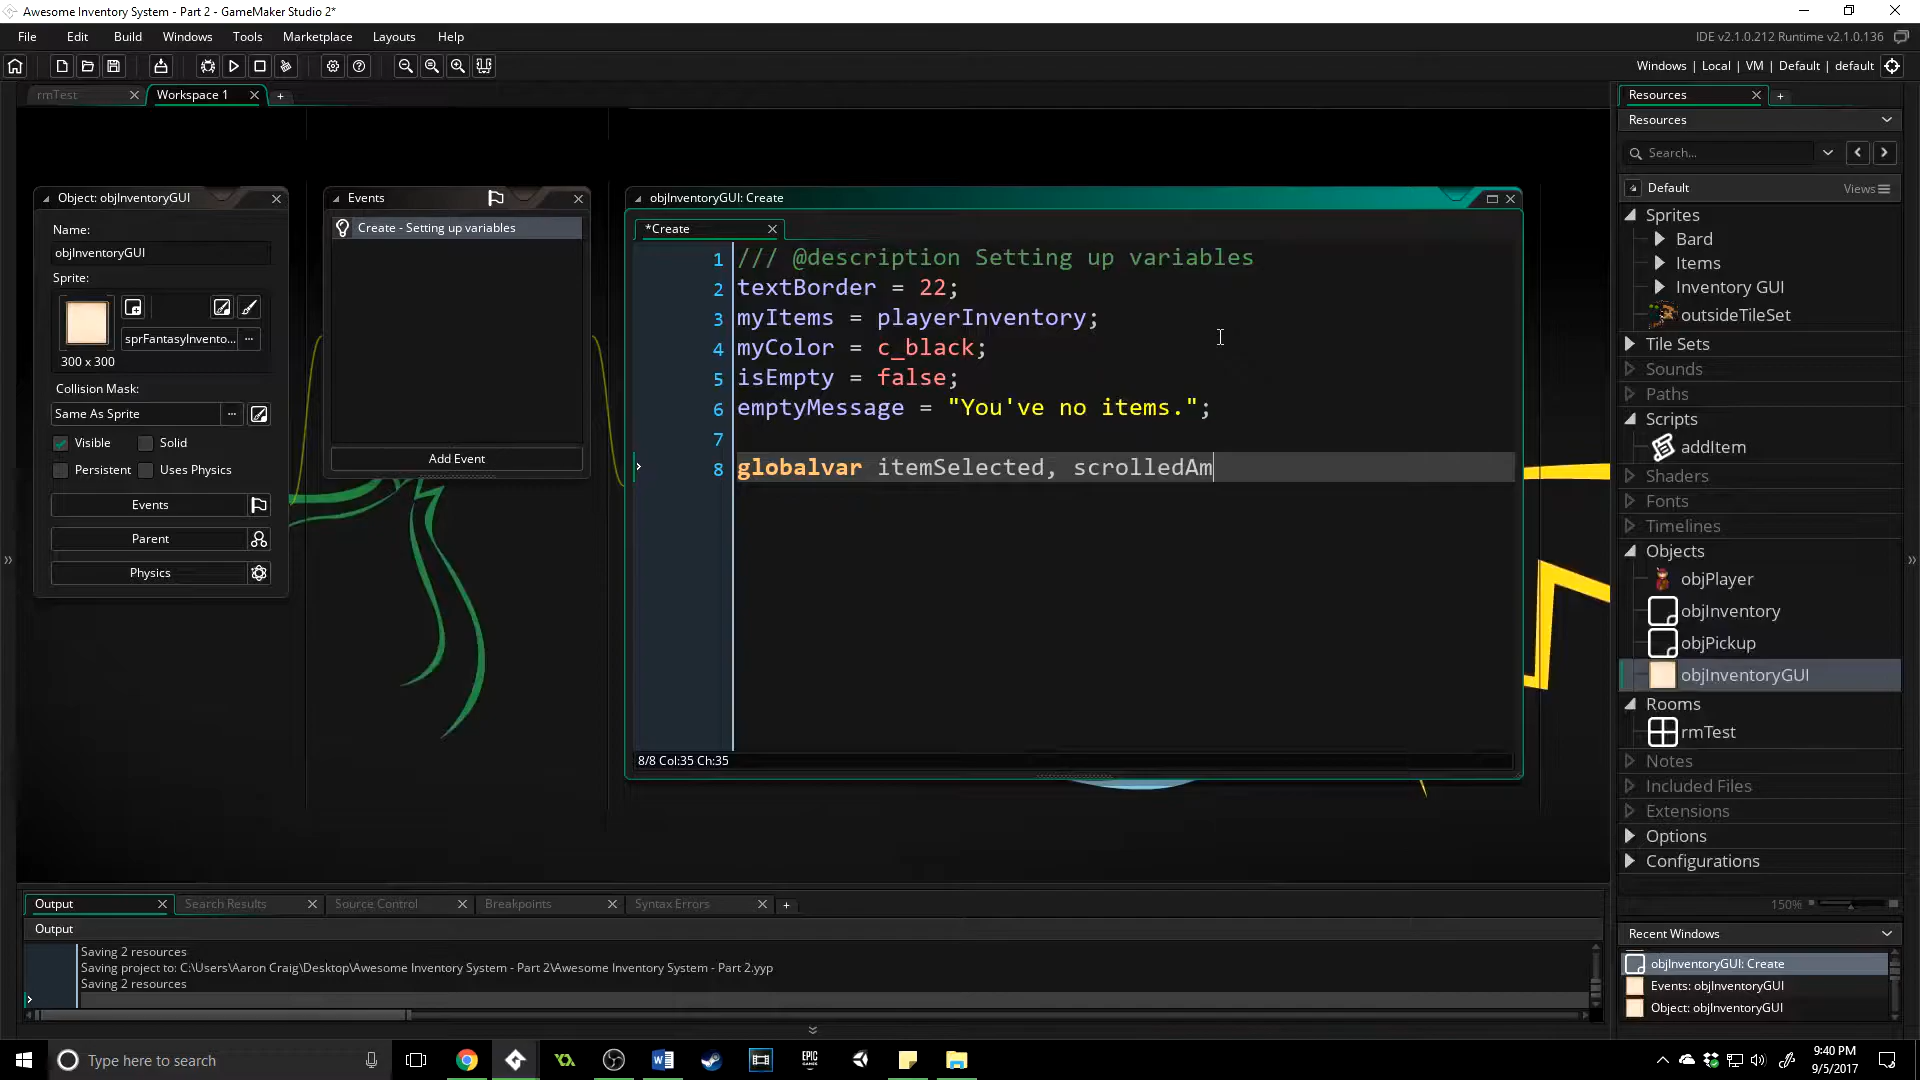 Awesome Inventory System - Part 2 - GameMaker Studio 2*
File Edit Build Windows Tools Marketplace Layouts Help
IDE v2.1.0.212 Runtime v2.1.0.136
Windows | Local | VM | Default | default
rmTest
Workspace 1
Resources
Resources
Search...
Default
Views
Sprites
Bard
Items
Inventory GUI
outsideTileSet
Tile Sets
Sounds
Paths
Scripts
addItem
Shaders
Fonts
Timelines
Objects
objPlayer
objInventory
objPickup
objInventoryGUI
Rooms
rmTest
Notes
Included Files
Extensions
Options
Configurations
150%
Recent Windows
objInventoryGUI: Create
Events: objInventoryGUI
Object: objInventoryGUI
Object: objInventoryGUI
Name:
objInventoryGUI
Sprite:
sprFantasyInvento...
300 x 300
Collision Mask:
Same As Sprite
Visible
Solid
Persistent
Uses Physics
Events
Parent
Physics
Events
Create - Setting up variables
Add Event
objInventoryGUI: Create
*Create
1 /// @description Setting up variables
2 textBorder = 22;
3 myItems = playerInventory;
4 myColor = c_black;
5 isEmpty = false;
6 emptyMessage = "You've no items.";
7
8 globalvar itemSelected, scrolledAm
8/8 Col:35 Ch:35
Output
Search Results
Source Control
Breakpoints
Syntax Errors
Output
Saving 2 resources
Saving project to: C:\Users\Aaron Craig\Desktop\Awesome Inventory System - Part 2\Awesome Inventory System - Part 2.yyp
Saving 2 resources
Type here to search
EPIC GAMES
9:40 PM
9/5/2017